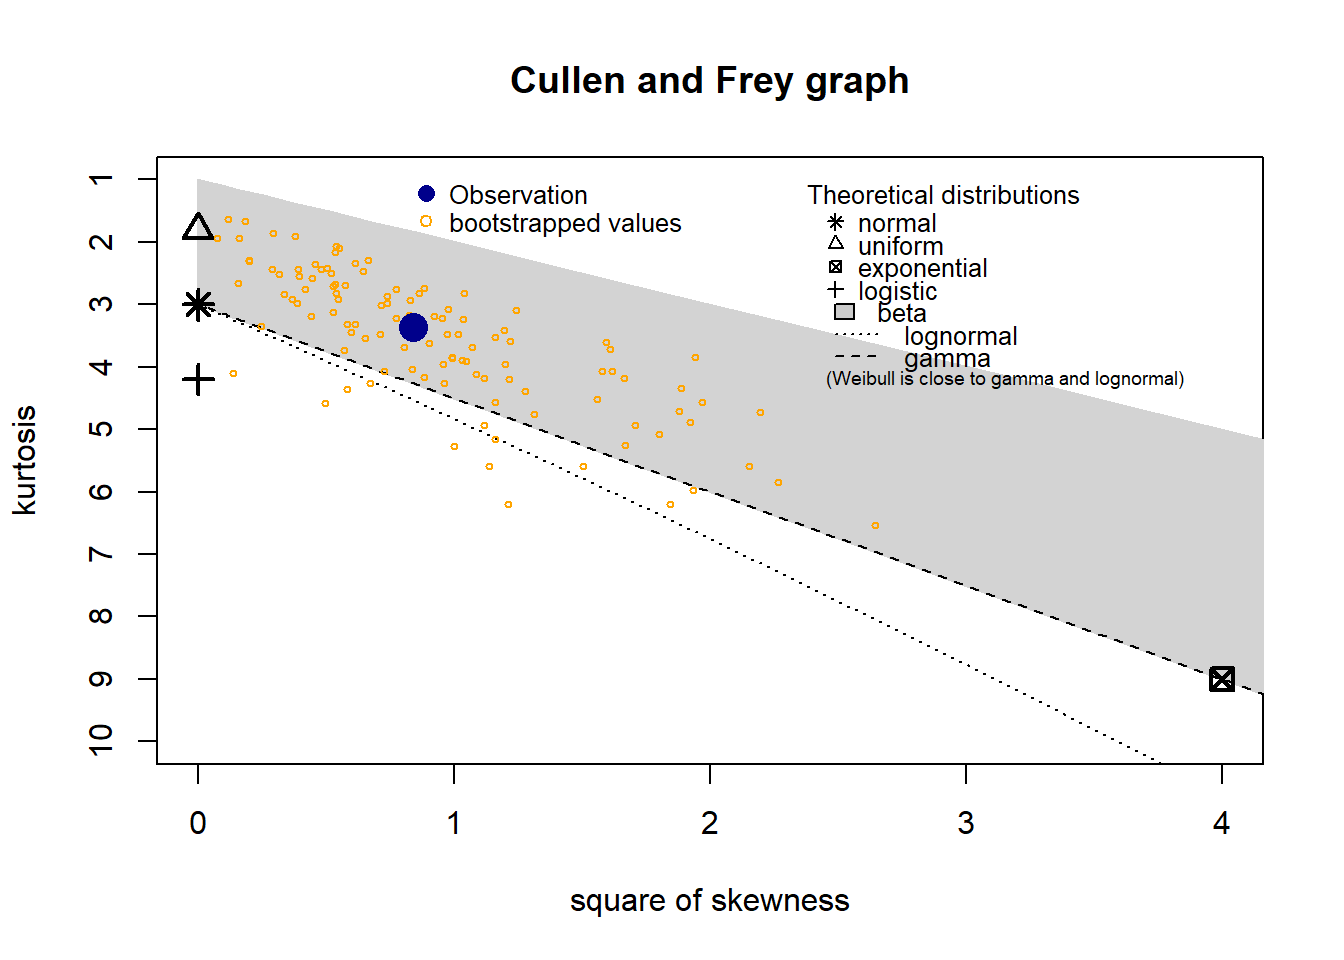 Cullen and Frey graph
Observation
bootstrapped values
Theoretical distributions
normal
uniform
exponential
logistic
beta
lognormal
gamma
(Weibull is close to gamma and lognormal)
kurtosis
1
2
3
4
5
6
7
8
9
10
0 1 2 3 4
square of skewness